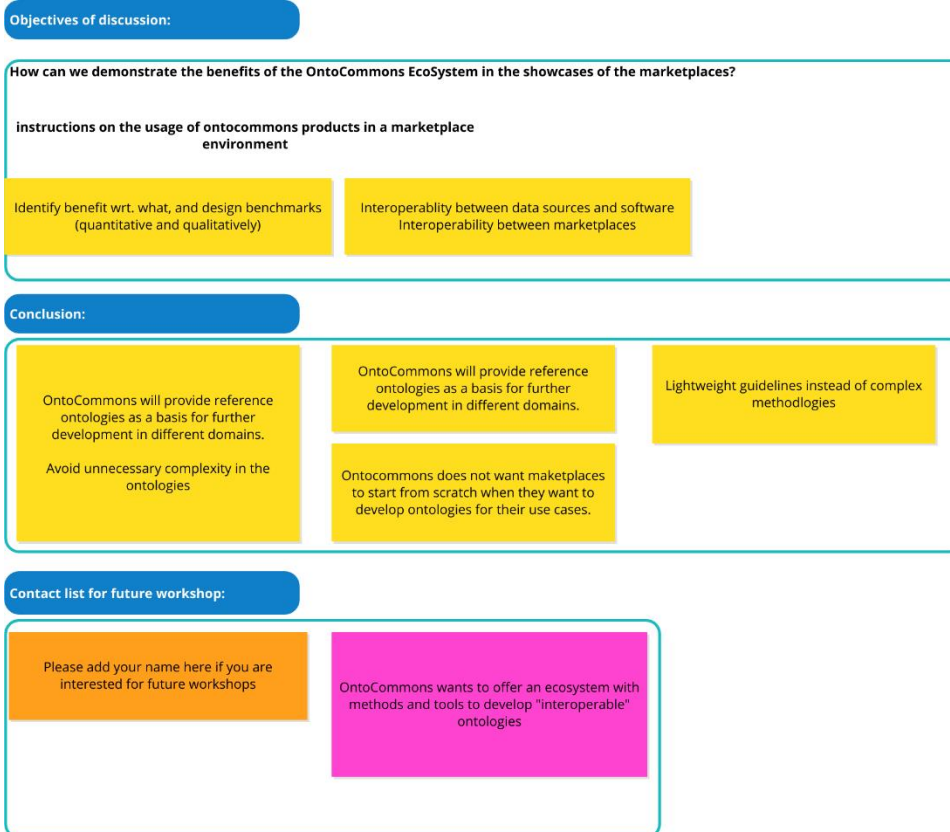 Objectives of discussion:
How can we demonstrate the benefits of the OntoCommons EcoSystem in the showcases of the marketplaces?
instructions on the usage of ontocommons products in a marketplace
environment
Identify benefit wrt. what, and design benchmarks
(quantitative and qualitatively)
Interoperablity between data sources and software
Interoperability between marketplaces
Conclusion:
OntoCommons will provide reference
ontologies as a basis for further
development in different domains.
Avoid unnecessary complexity in the
ontologies
OntoCommons will provide reference
ontologies as a basis for further
development in different domains.
Ontocommons does not want maketplaces
to start from scratch when they want to
develop ontologies for their use cases.
Lightweight guidelines instead of complex
methodlogies
Contact list for future workshop:
Please add your name here if you are
interested for future workshops
OntoCommons wants to offer an ecosystem with
methods and tools to develop "interoperable"
ontologies